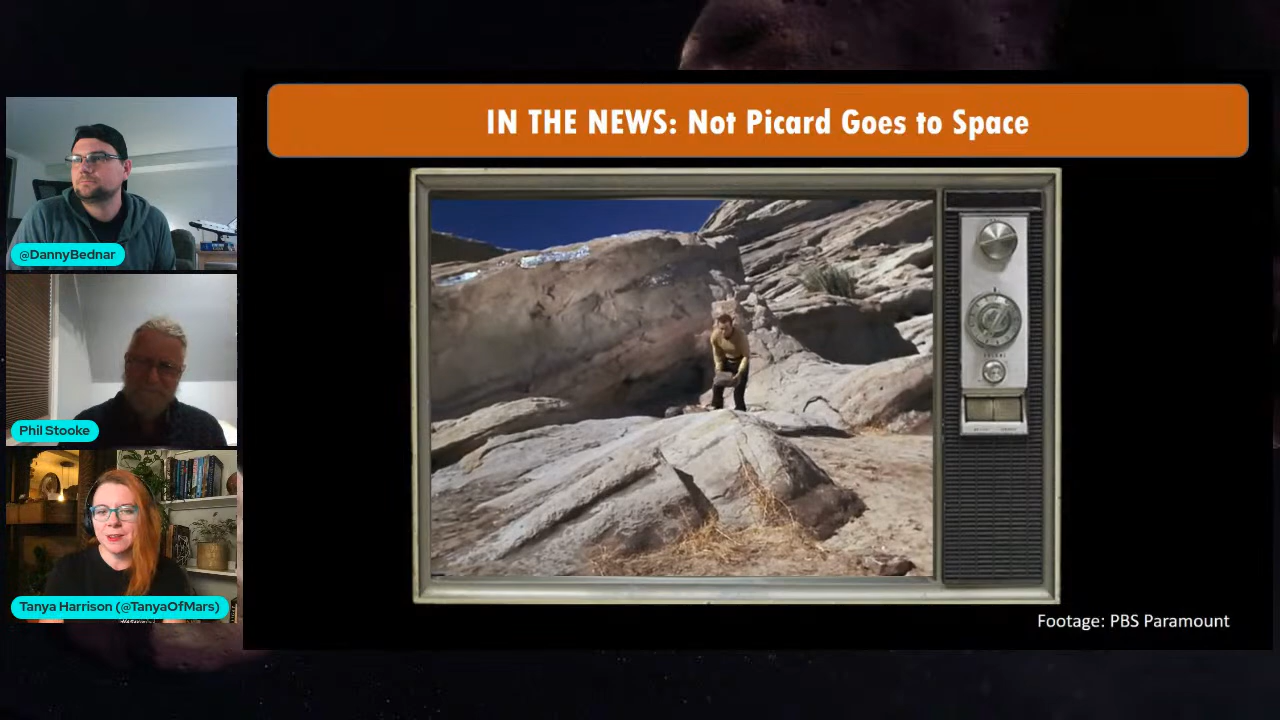 IN THE NEWS: Not Picard Goes to Space
@DannyBednar
Phil Stooke
Tanya Harrison (@TanyaOfMars)
Footage: PBS Paramount